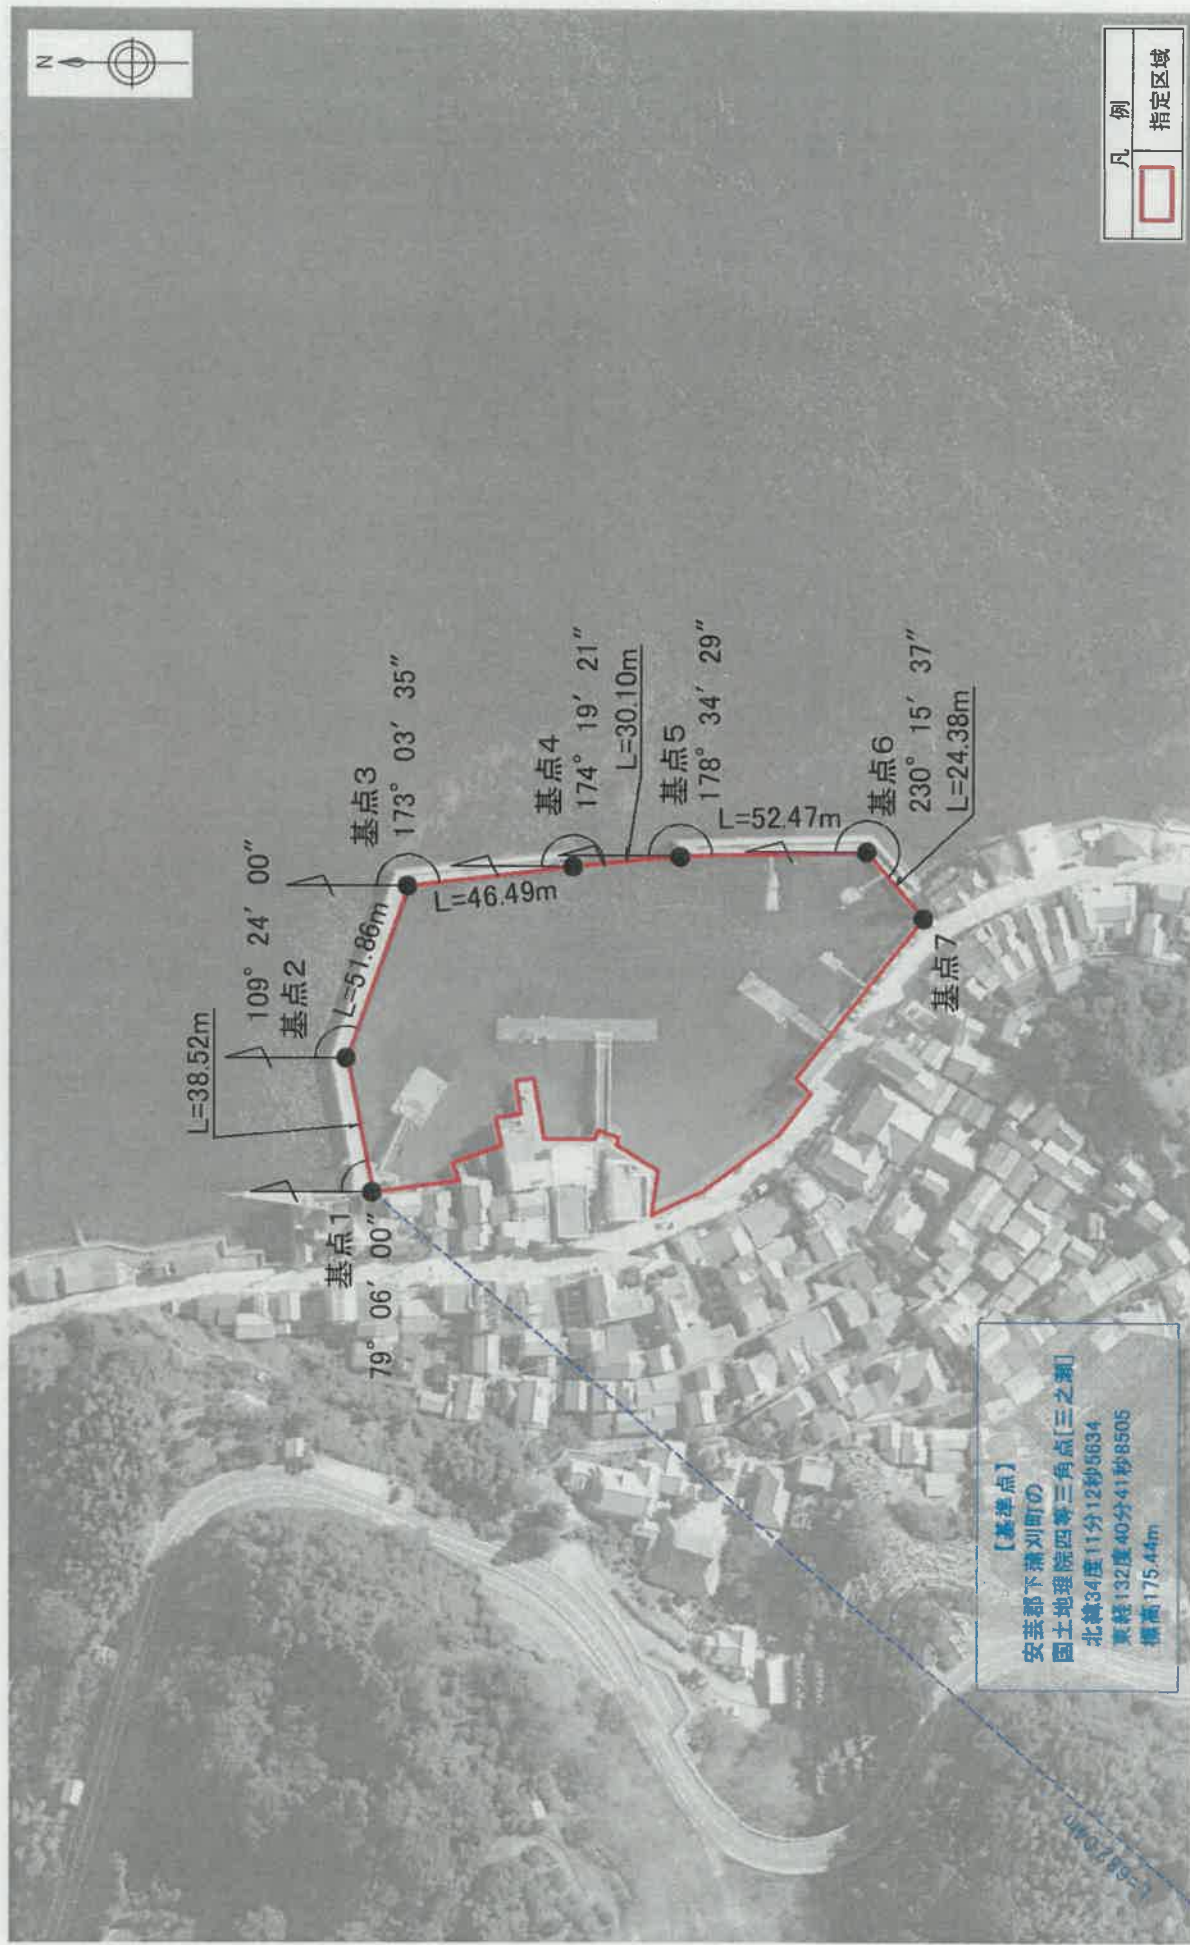 N
凡 例
指定区域
L=38.52m
109° 24′ 00″
基点2
L=51.86m
基点3
173° 03′ 35″
L=46.49m
基点4
174° 19′ 21″
L=30.10m
基点5
178° 34′ 29″
L=52.47m
基点6
230° 15′ 37″
L=24.38m
基点7
基点1
79° 06′ 00″
【基準点】
安芸郡下蒲刈町の
国土地理院四等三角点[三之瀬]
北緯34度11分12秒5634
東経132度40分41秒8505
標高175.44m